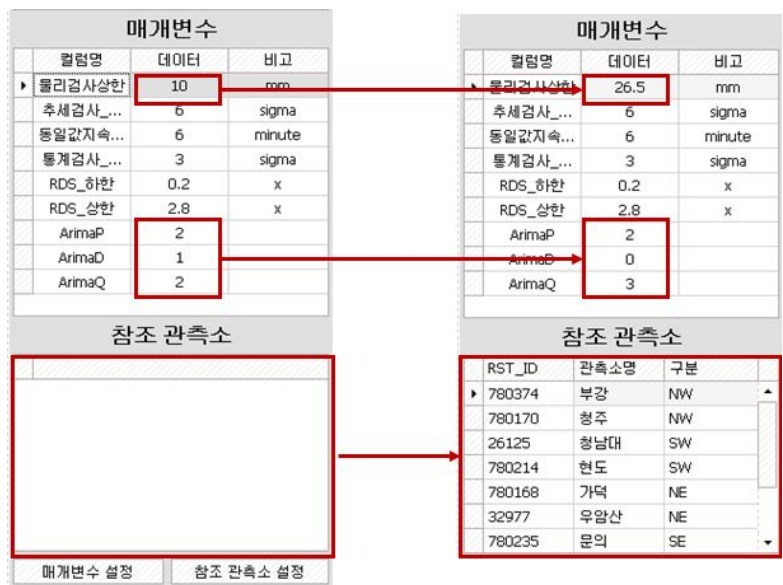 매개변수
컬럼명 데이터 비고
물리검사상한 10 mm
추세검사_... 6 sigma
동일값지속... 6 minute
통계검사_... 3 sigma
RDS_하한 0.2 x
RDS_상한 2.8 x
ArimaP 2
ArimaD 1
ArimaQ 2
참조 관측소
매개변수 설정 참조 관측소 설정
매개변수
컬럼명 데이터 비고
물리검사상한 26.5 mm
추세검사_... 6 sigma
동일값지속... 6 minute
통계검사_... 3 sigma
RDS_하한 0.2 x
RDS_상한 2.8 x
ArimaP 2
ArimaD 0
ArimaQ 3
참조 관측소
RST_ID 관측소명 구분
780374 부강 NW
780170 청주 NW
26125 청남대 SW
780214 현도 SW
780168 가덕 NE
32977 우암산 NE
780235 문의 SE